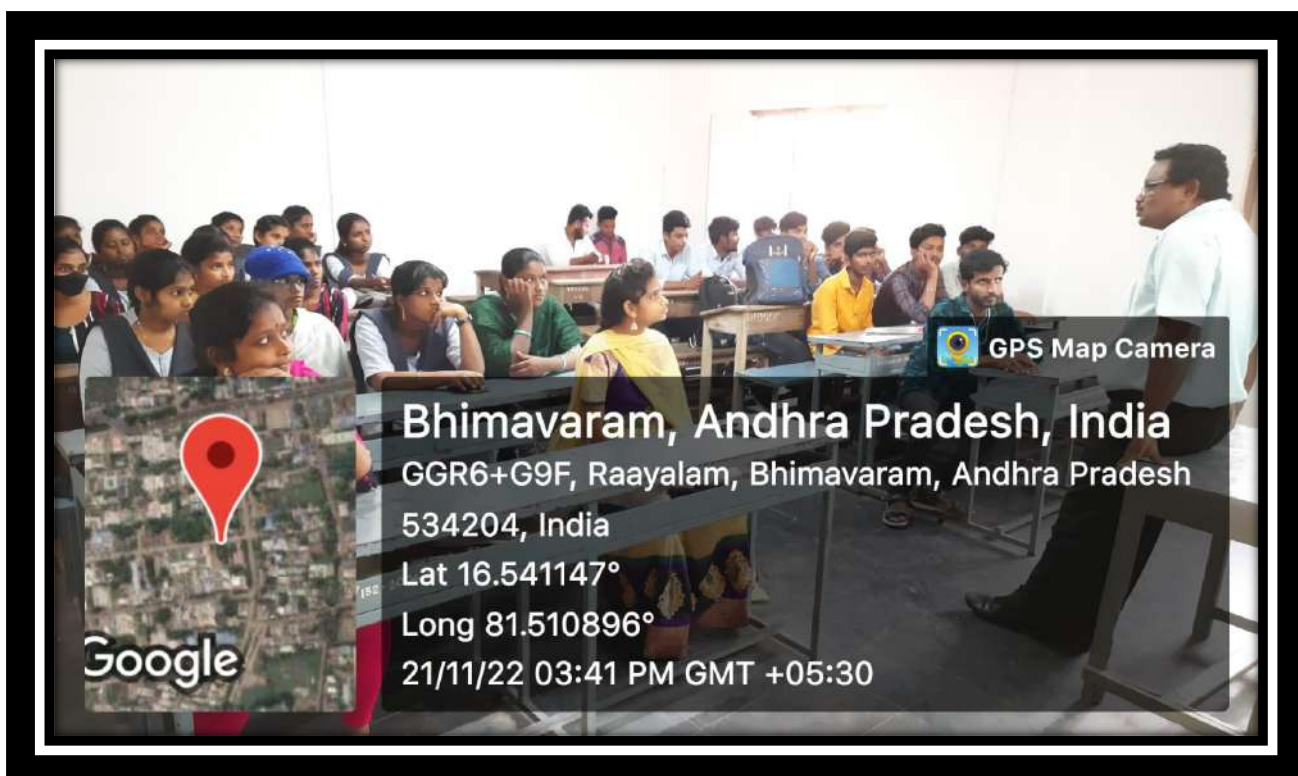 GPS Map Camera
Bhimavaram, Andhra Pradesh, India
GGR6+G9F, Raayalam, Bhimavaram, Andhra Pradesh
534204, India
Lat 16.541147°
Long 81.510896°
21/11/22 03:41 PM GMT +05:30
Google
152